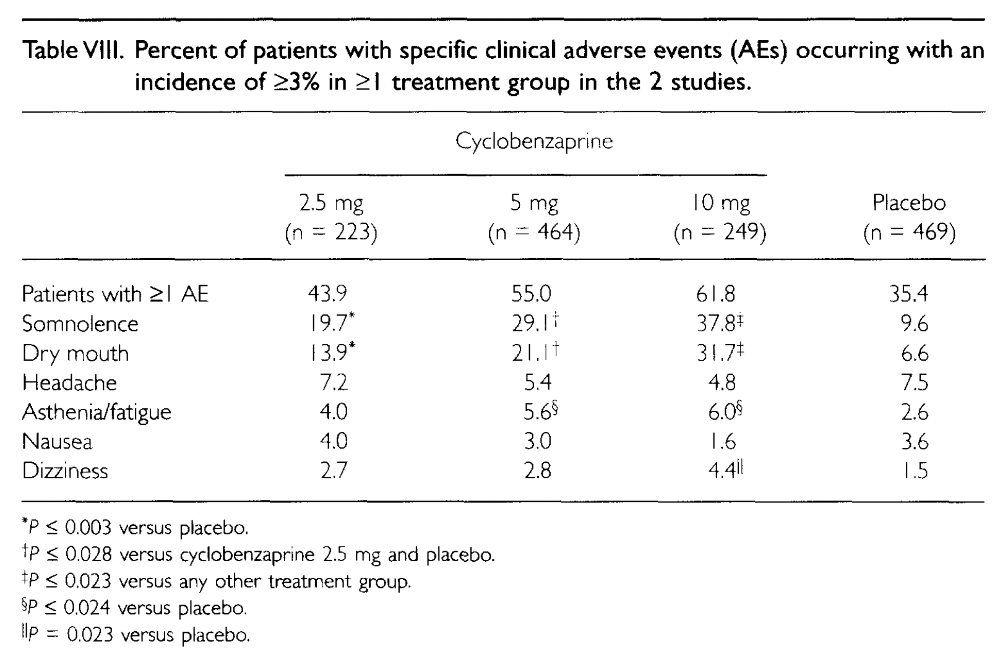 Table VIII. Percent of patients with specific clinical adverse events (AEs) occurring with an
incidence of ≥3% in ≥1 treatment group in the 2 studies.
Cyclobenzaprine
2.5 mg 5 mg 10 mg Placebo
(n = 223) (n = 464) (n = 249) (n = 469)
Patients with ≥1 AE 43.9 55.0 61.8 35.4
Somnolence 19.7* 29.1† 37.8‡ 9.6
Dry mouth 13.9* 21.1† 31.7‡ 6.6
Headache 7.2 5.4 4.8 7.5
Asthenia/fatigue 4.0 5.6§ 6.0§ 2.6
Nausea 4.0 3.0 1.6 3.6
Dizziness 2.7 2.8 4.4‖ 1.5
*P ≤ 0.003 versus placebo.
†P ≤ 0.028 versus cyclobenzaprine 2.5 mg and placebo.
‡P ≤ 0.023 versus any other treatment group.
§P ≤ 0.024 versus placebo.
‖P = 0.023 versus placebo.